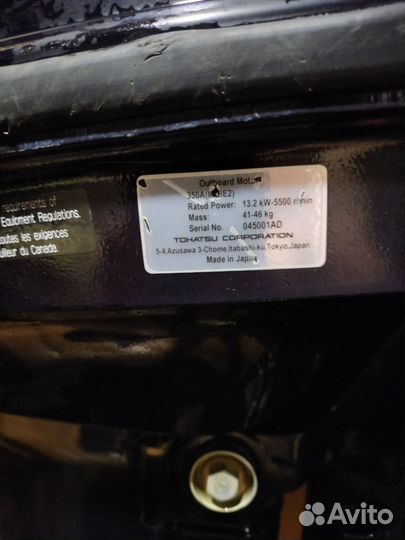 requirements of
Equipment Regulations.
toutes les exigences
uilleur du Canada.
Outboard Motor
Rated Power: 13.2 kW-5500 r/min
Mass: 41-46 kg
Serial No. 045001AD
TOHATSU CORPORATION
5-4,Azusawa 3-Chome,Itabashi-ku,Tokyo,Japan
Made in Japan
Avito